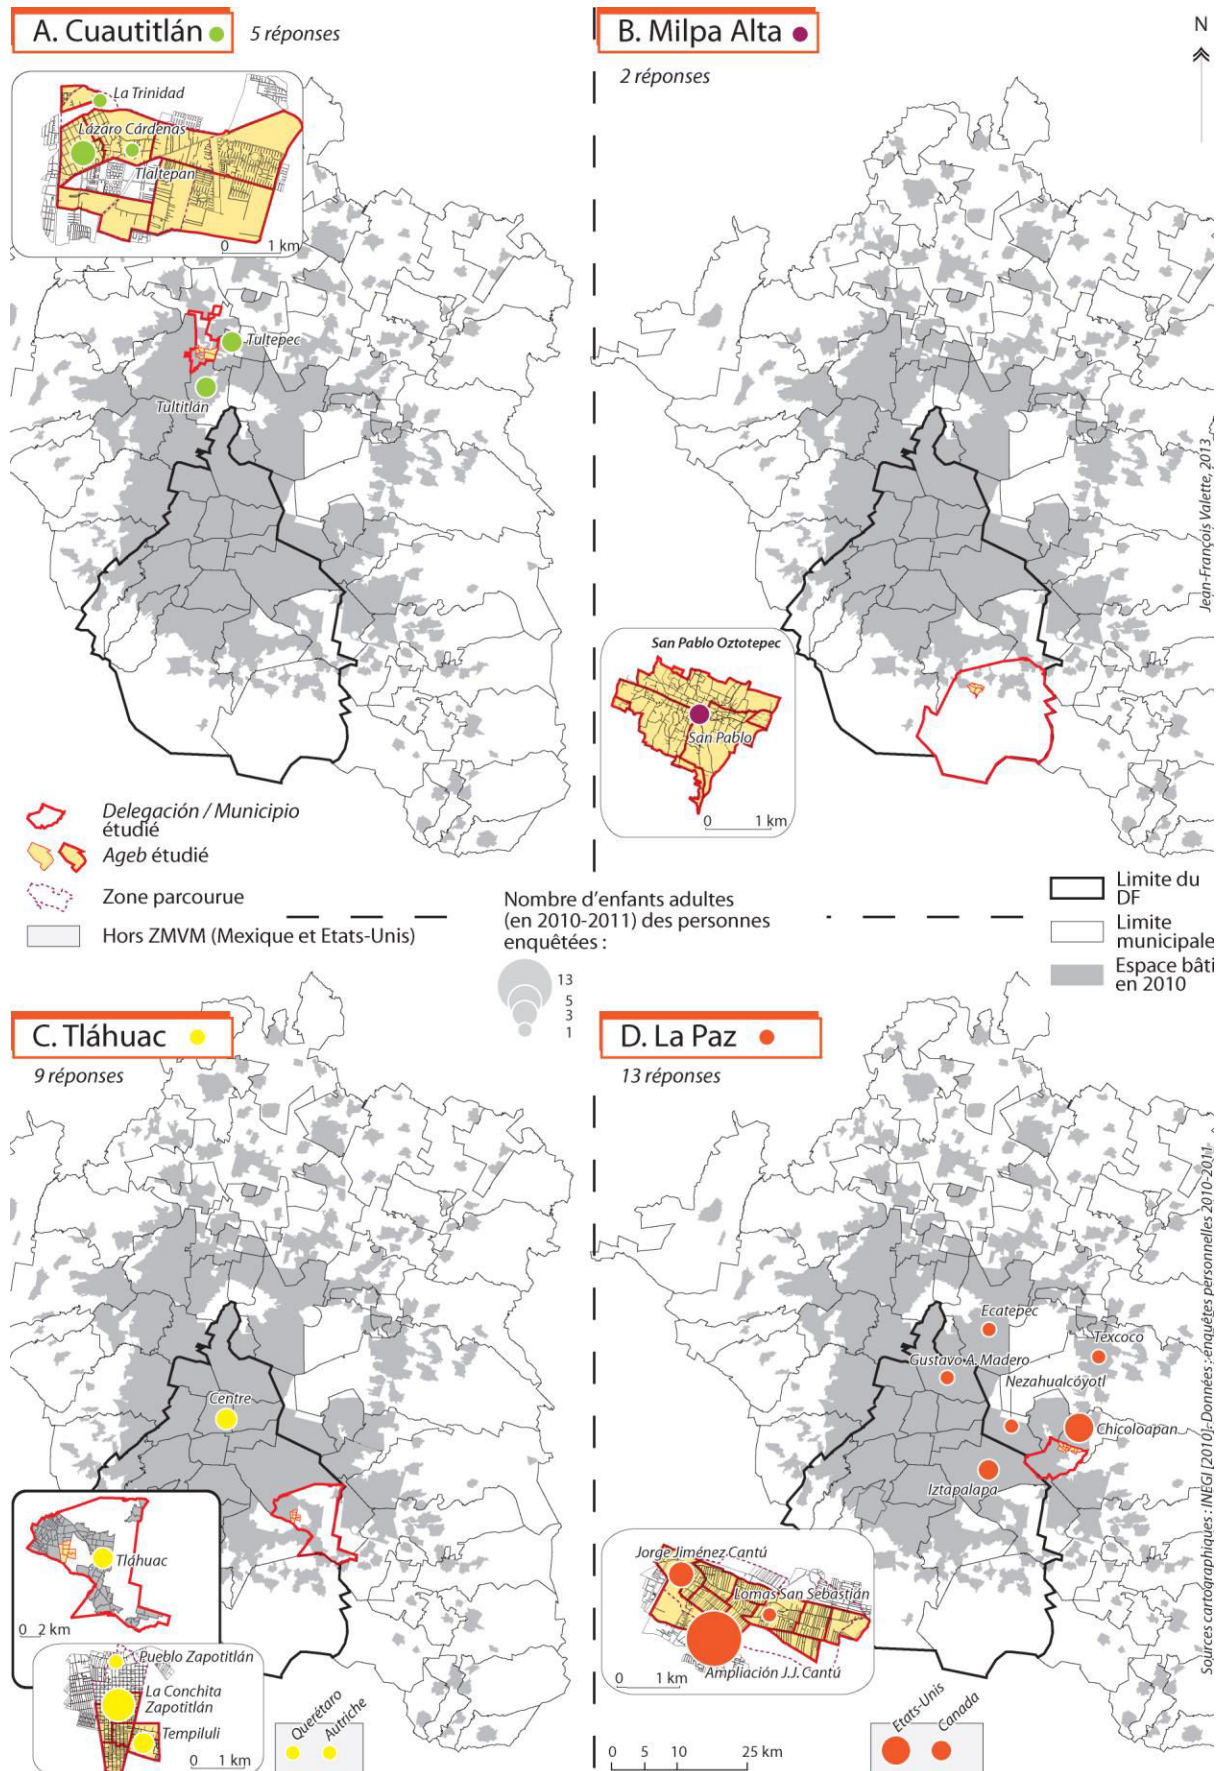 A. Cuautitlán
5 réponses
La Trinidad
Lázaro Cárdenas
Tlaltepan
0 1 km
Tultepec
Tultitlán
B. Milpa Alta
2 réponses
N
Jean-François Valette, 2013
San Pablo Oztotepec
San Pablo
0 1 km
Delegación / Municipio
étudié
Ageb étudié
Zone parcourue
Hors ZMVM (Mexique et Etats-Unis)
Nombre d'enfants adultes
(en 2010-2011) des personnes
enquêtées :
13
5
3
1
Limite du
DF
Limite
municipale
Espace bâti
en 2010
C. Tláhuac
9 réponses
Centre
Tláhuac
0 2 km
Pueblo Zapotitlán
La Conchita
Zapotitlán
Tempiluli
0 1 km
Querétaro
Autriche
D. La Paz
13 réponses
Ecatepec
Texcoco
Gustavo A. Madero
Nezahualcóyotl
Chicoloapan
Iztapalapa
Jorge Jiménez Cantú
Lomas San Sebastián
Ampliación J.J. Cantú
0 1 km
Etats-Unis
Canada
0 5 10 25 km
Sources cartographiques : INEGI [2010]. Données : enquêtes personnelles 2010-2011